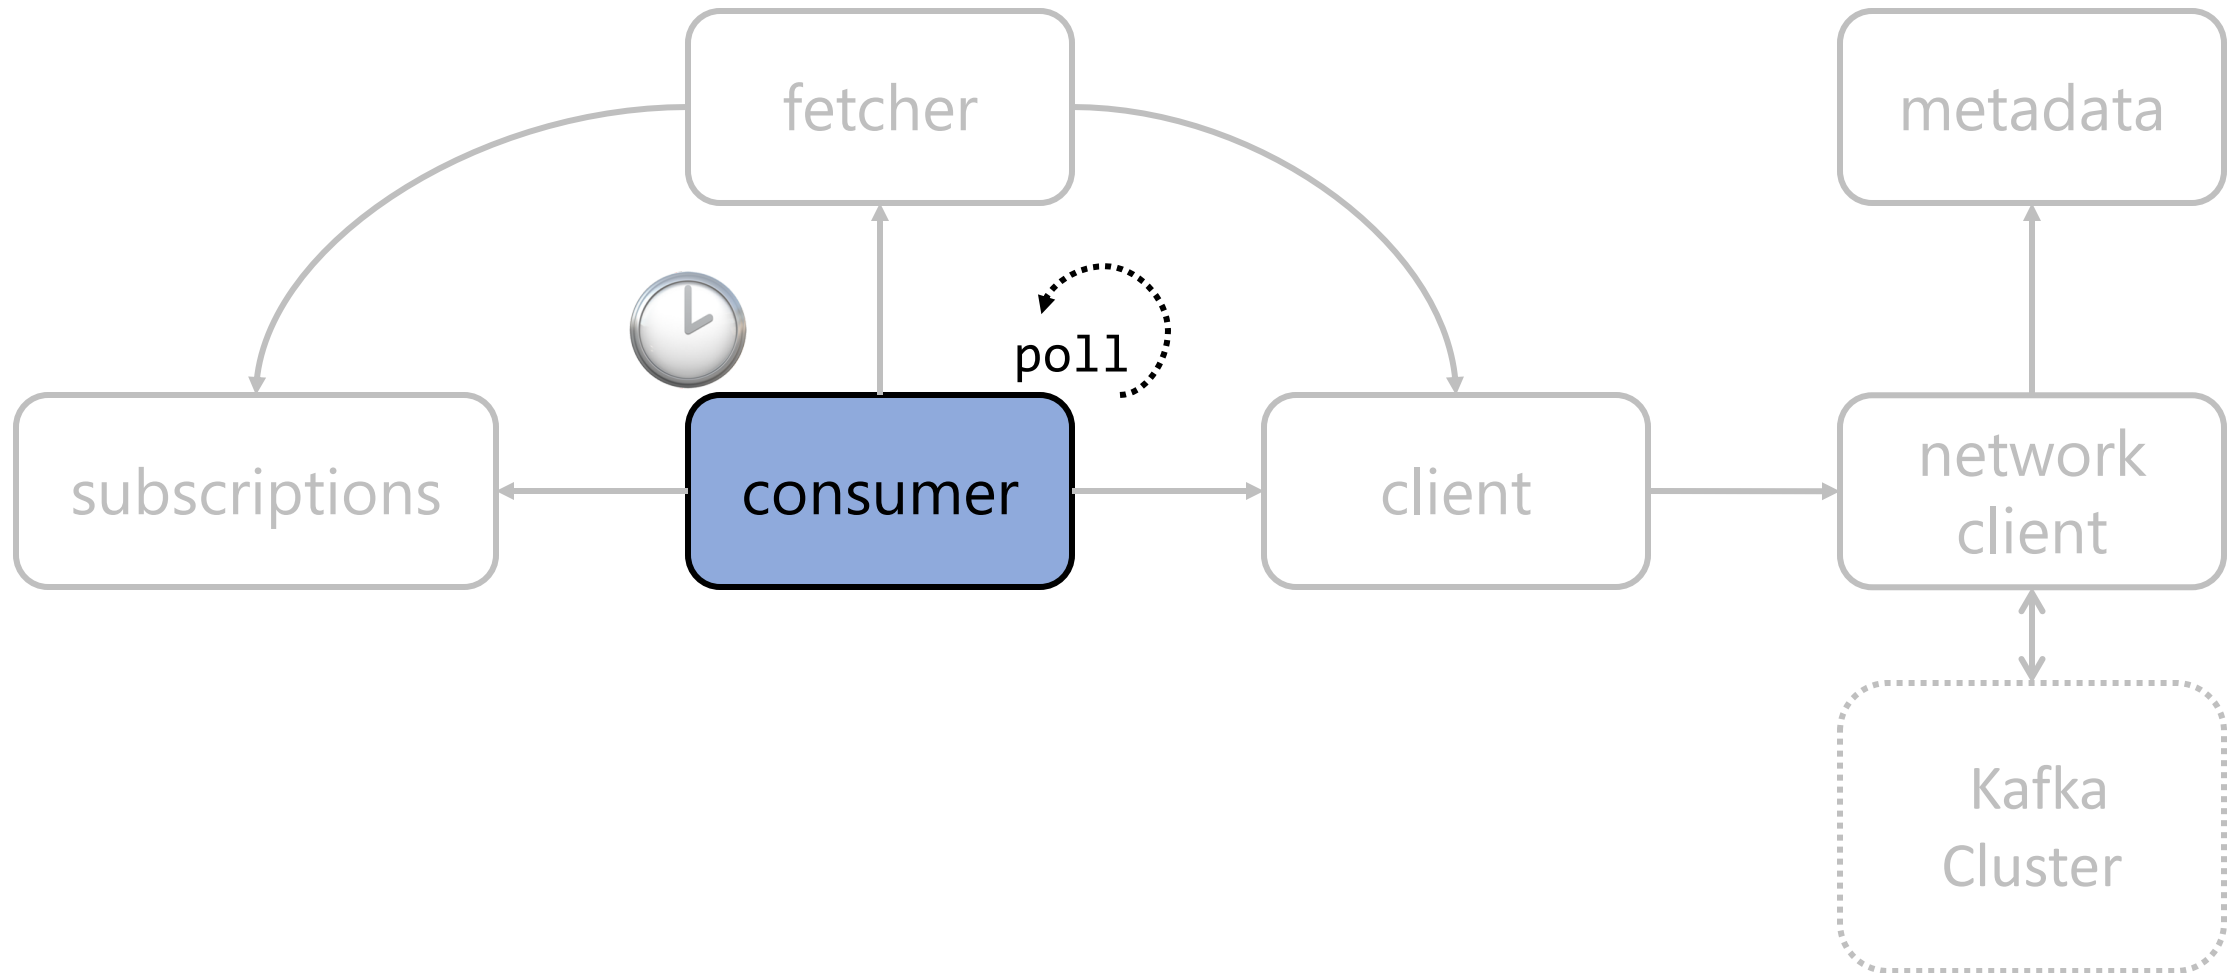 fetcher
metadata
poll
subscriptions
consumer
client
network
client
Kafka
Cluster